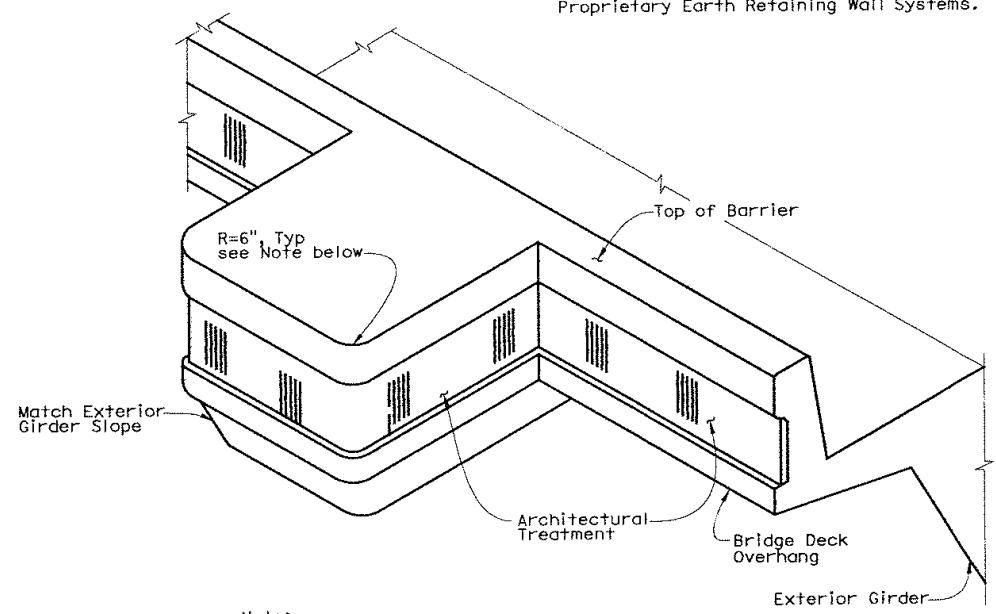 Proprietary Earth Retaining Wall Systems.
Top of Barrier
R=6", Typ
see Note below
Match Exterior
Girder Slope
Architectural
Treatment
Bridge Deck
Overhang
Exterior Girder